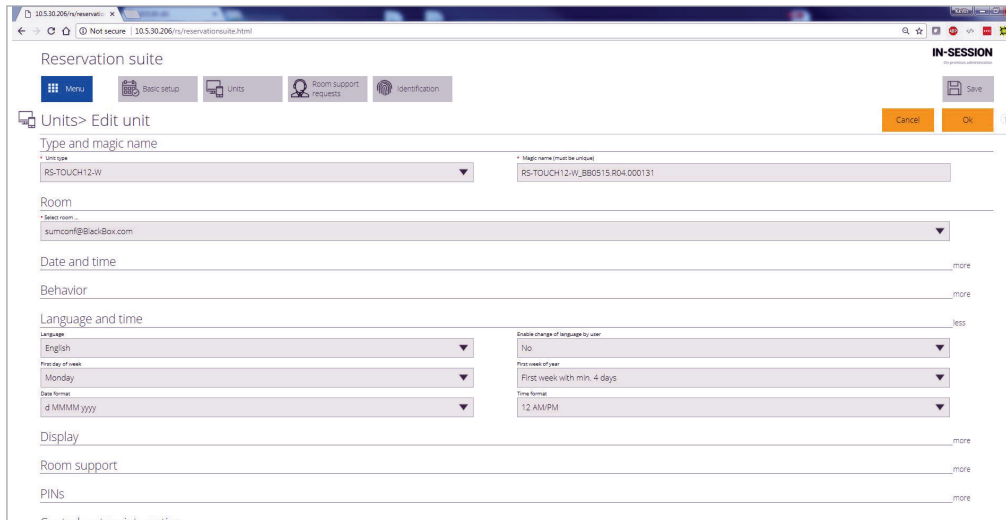 10.5.30.206/rs/reservatio
Not secure | 10.5.30.206/rs/reservationsuite.html
Reservation suite
IN-SESSION
Menu
Basic setup
Units
Room support requests
Identification
Save
Units> Edit unit
Cancel
Ok
Type and magic name
* Unit type
* Magic name (must be unique)
RS-TOUCH12-W
RS-TOUCH12-W_BB0515.R04.000131
Room
* Select room ...
sumconf@BlackBox.com
Date and time
more
Behavior
more
Language and time
less
Language
Enable change of language by user
English
No
First day of week
First week of year
Monday
First week with min. 4 days
Date format
Time format
d MMMM yyyy
12 AM/PM
Display
more
Room support
more
PINs
more